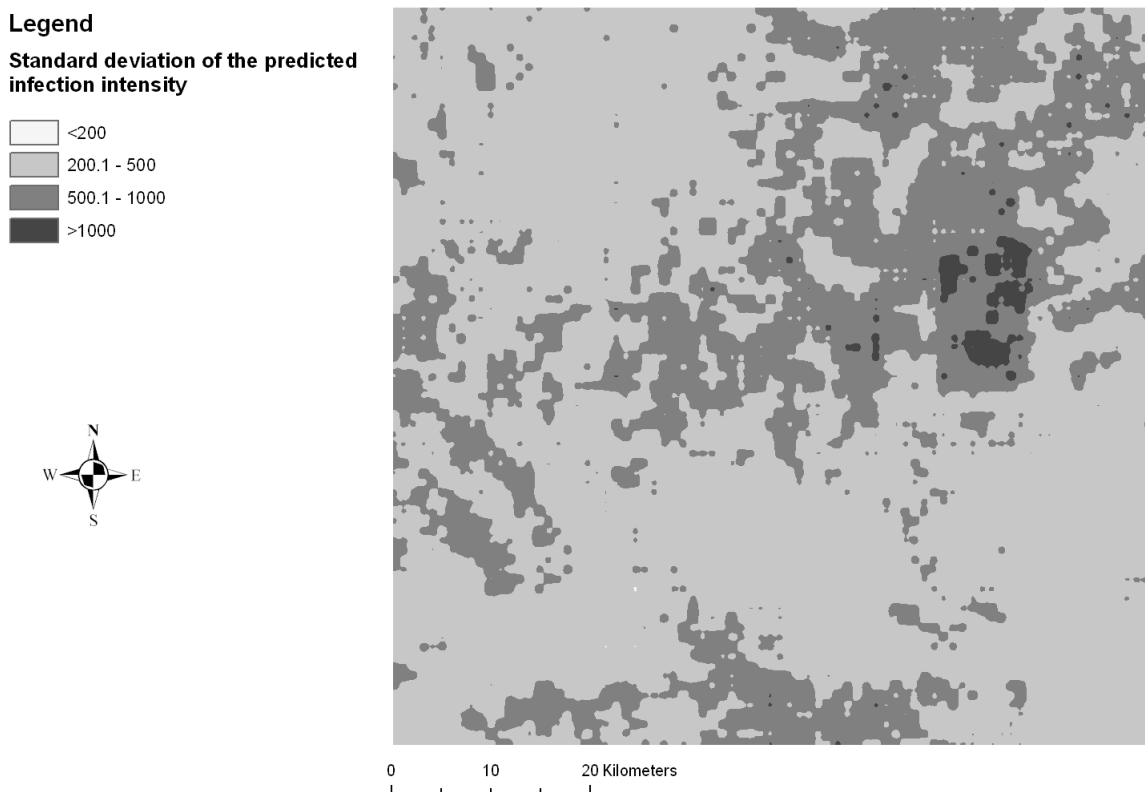 Legend
Standard deviation of the predicted
infection intensity
<200
200.1 - 500
500.1 - 1000
>1000
N
W E
S
0 10 20 Kilometers